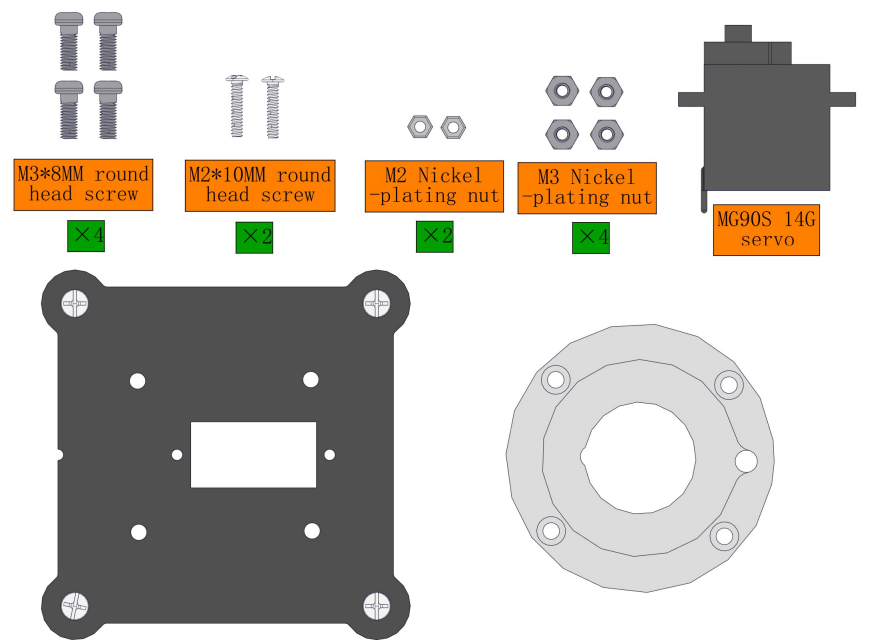 M3*8MM round
head screw
×4
M2*10MM round
head screw
×2
M2 Nickel
-plating nut
×2
M3 Nickel
-plating nut
×4
MG90S 14G
servo